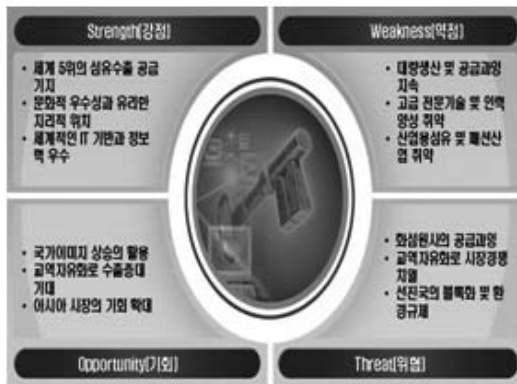 Strength(강점)
• 세계 5위의 섬유수출 공급
기지
• 문화적 우수성과 유리한
지리적 위치
• 세계적인 IT 기반과 정보
력 우수
Weakness(약점)
• 대량생산 및 공급과잉
지속
• 고급 전문기술 및 인력
양성 취약
• 산업용섬유 및 패션산
업 취약
• 국가이미지 상승의 활용
• 교역자유화로 수출증대
기대
• 아시아 시장의 기회 확대
Opportunity(기회)
• 화섬원사의 공급과잉
• 교역자유화로 시장경쟁
치열
• 선진국의 블록화 및 환
경규제
Threat(위협)